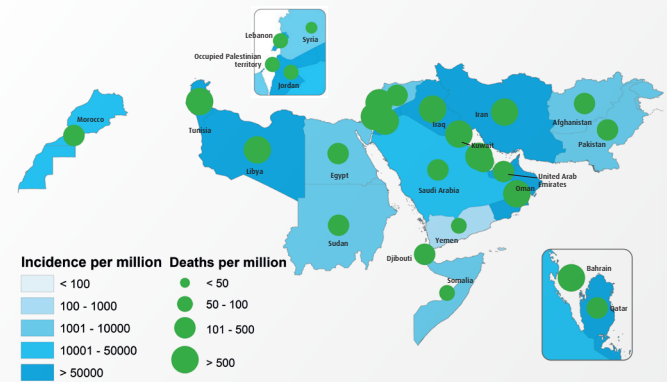 Lebanon
Syria
Occupied Palestinian
territory
Jordan
Morocco
Tunisia
Libya
Egypt
Sudan
Iraq
Iran
Kuwait
Afghanistan
Pakistan
Saudi Arabia
United Arab
Emirates
Oman
Yemen
Djibouti
Somalia
Bahrain
Qatar
Incidence per million
< 100
100 - 1000
1001 - 10000
10001 - 50000
> 50000
Deaths per million
< 50
50 - 100
101 - 500
> 500